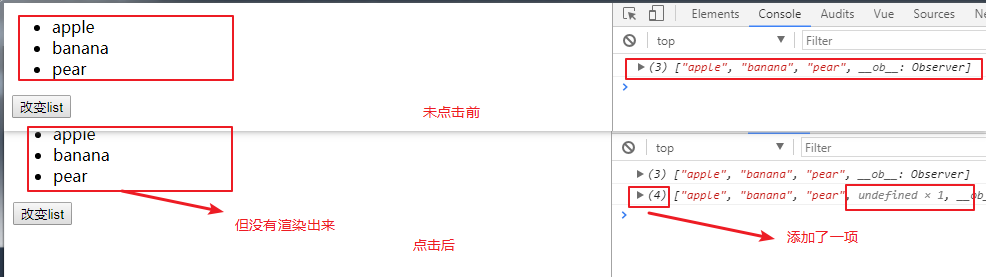 apple
banana
pear
改变list
未点击前
Elements Console Audits Vue Sources
top Filter
(3) ["apple", "banana", "pear", __ob__: Observer]
apple
banana
pear
改变list
但没有渲染出来
点击后
top Filter
(3) ["apple", "banana", "pear", __ob__: Observer]
(4) ["apple", "banana", "pear", undefined × 1,
添加了一项